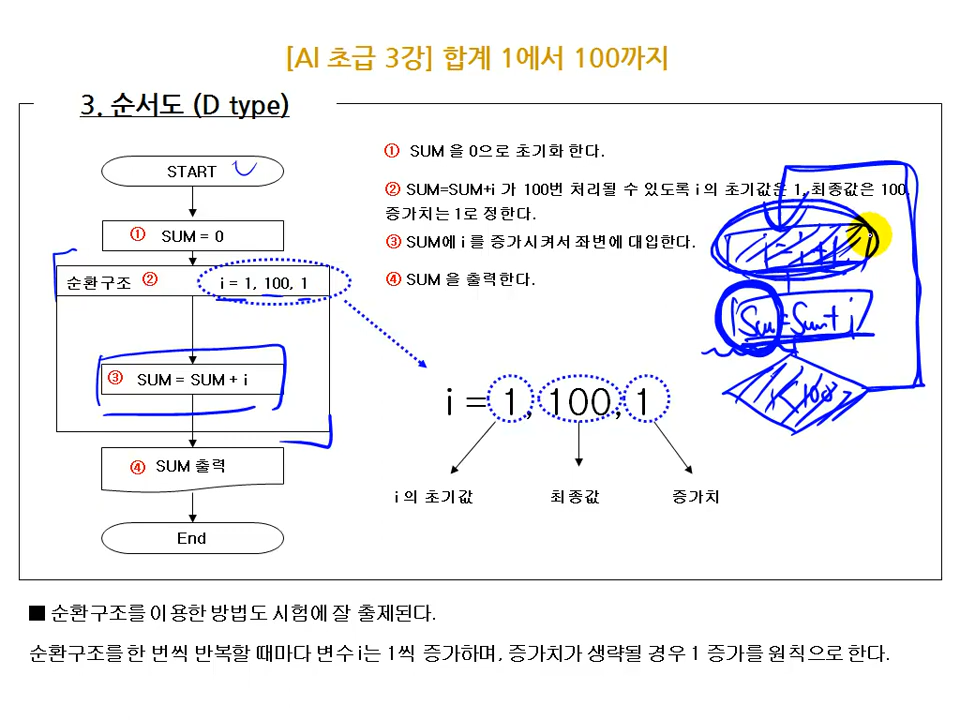 [AI 초급 3강] 합계 1에서 100까지
3. 순서도 (D type)
START
① SUM = 0
순환구조 ② i = 1, 100, 1
③ SUM = SUM + i
④ SUM 출력
End
① SUM 을 0으로 초기화 한다.
② SUM=SUM+i 가 100번 처리될 수 있도록 i 의 초기값은 1, 최종값은 100,
증가치는 1로 정한다.
③ SUM에 i 를 증가시켜서 좌변에 대입한다.
④ SUM 을 출력한다.
i = i+1
Sum=Sum+i
i = 1, 100, 1
i 의 초기값 최종값 증가치
■ 순환구조를 이용한 방법도 시험에 잘 출제된다.
순환구조를 한 번씩 반복할 때마다 변수 i는 1씩 증가하며, 증가치가 생략될 경우 1 증가를 원칙으로 한다.